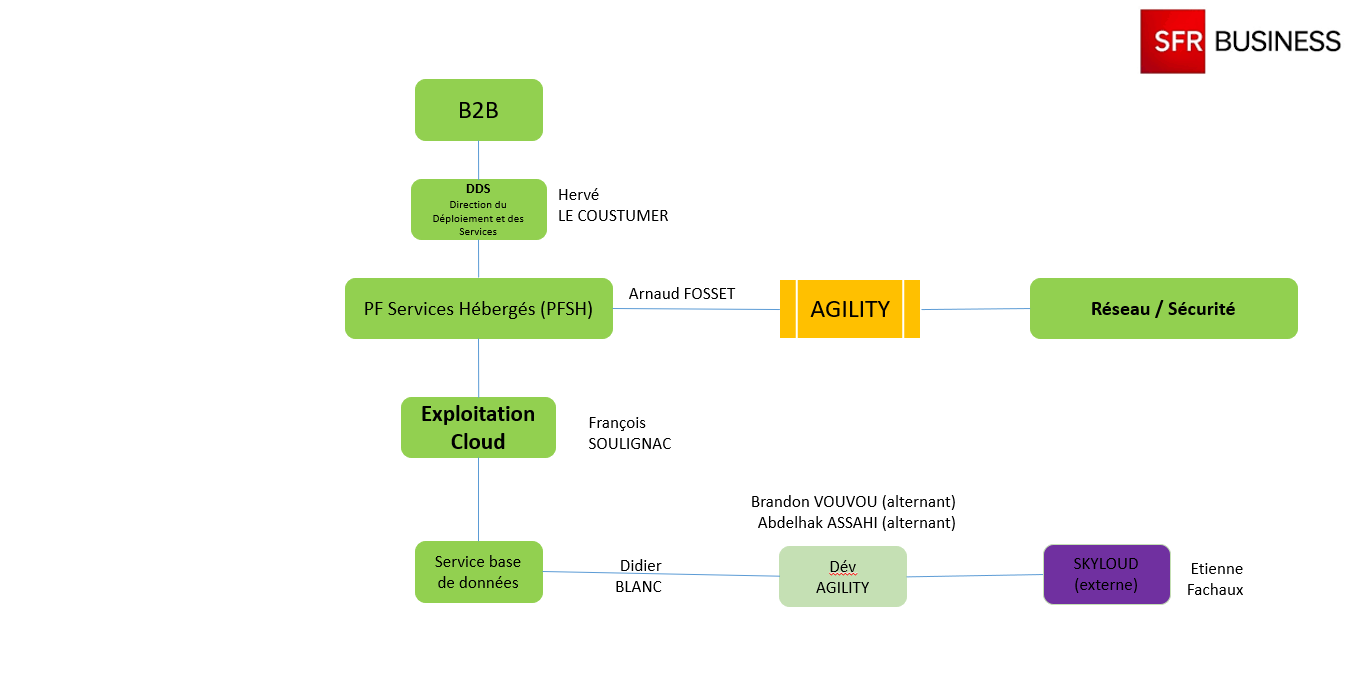 SFR BUSINESS
B2B
DDS
Direction du
Déploiement et des
Services
Hervé
LE COUSTUMER
PF Services Hébergés (PFSH)
Arnaud FOSSET
AGILITY
Réseau / Sécurité
Exploitation
Cloud
François
SOULIGNAC
Brandon VOUVOU (alternant)
Abdelhak ASSAHI (alternant)
Service base
de données
Didier
BLANC
Dév
AGILITY
SKYLOUD
(externe)
Etienne
Fachaux